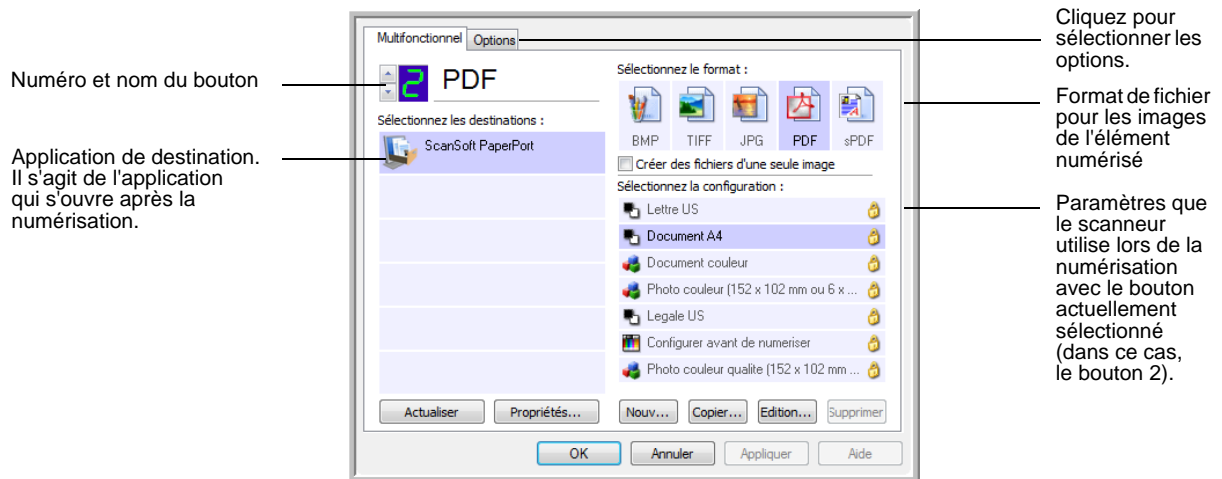 Numéro et nom du bouton
Application de destination.
Il s'agit de l'application
qui s'ouvre après la
numérisation.
Multifonctionnel
Options
2
PDF
Sélectionnez les destinations :
ScanSoft PaperPort
Actualiser
Propriétés...
Sélectionnez le format :
BMP
TIFF
JPG
PDF
sPDF
Créer des fichiers d'une seule image
Sélectionnez la configuration :
Lettre US
Document A4
Document couleur
Photo couleur (152 x 102 mm ou 6 x ...
Legale US
Configurer avant de numeriser
Photo couleur qualite (152 x 102 mm ...
Nouv...
Copier...
Edition...
Supprimer
OK
Annuler
Appliquer
Aide
Cliquez pour
sélectionner les
options.
Format de fichier
pour les images
de l'élément
numérisé
Paramètres que
le scanneur
utilise lors de la
numérisation
avec le bouton
actuellement
sélectionné
(dans ce cas,
le bouton 2).